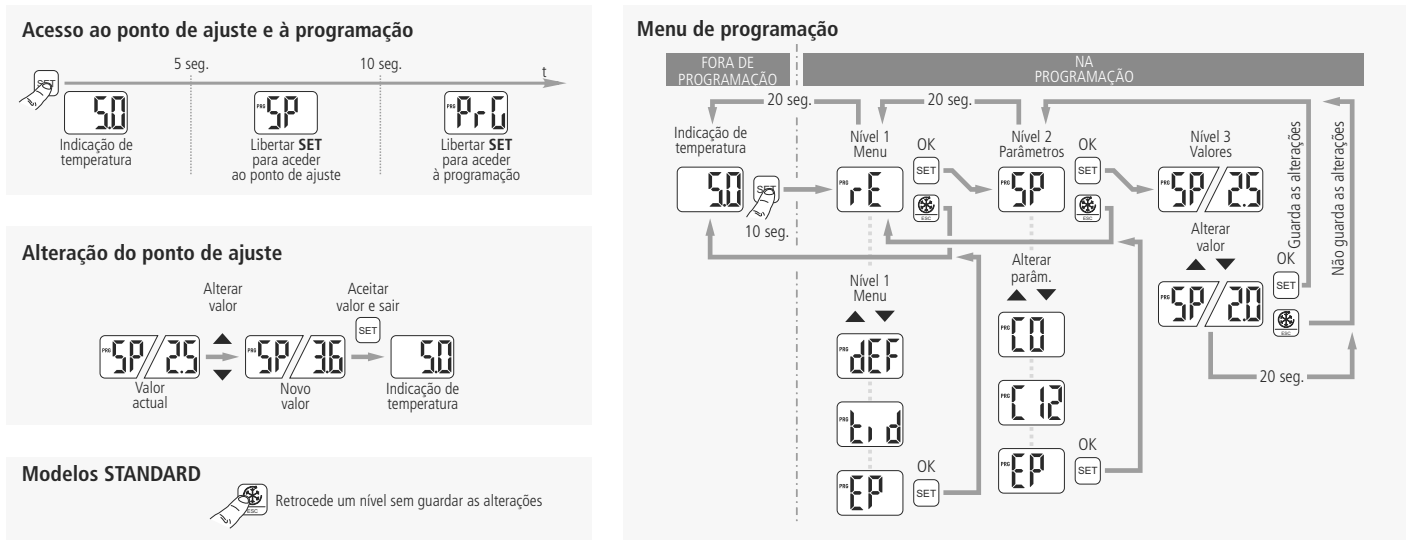 Acesso ao ponto de ajuste e à programação
5 seg.
10 seg.
t
SET
5.0
PRG SP
PRG PrG
Indicação de
temperatura
Libertar SET
para aceder
ao ponto de ajuste
Libertar SET
para aceder
à programação
Alteração do ponto de ajuste
Alterar
valor
Aceitar
valor e sair
SET
PRG SP/2.5
PRG SP/3.6
5.0
Valor
actual
Novo
valor
Indicação de
temperatura
Modelos STANDARD
ESC
Retrocede um nível sem guardar as alterações
Menu de programação
FORA DE
PROGRAMAÇÃO
NA
PROGRAMAÇÃO
20 seg.
20 seg.
Indicação de
temperatura
5.0
SET
10 seg.
Nível 1
Menu
PRG rE
OK
SET
ESC
Nível 2
Parâmetros
PRG SP
OK
SET
ESC
Nível 3
Valores
PRG SP/2.5
Alterar
valor
PRG SP/2.0
OK
SET
ESC
20 seg.
Guarda as alterações
Não guarda as alterações
Nível 1
Menu
PRG dEF
PRG tid
PRG EP
OK
SET
Alterar
parâm.
PRG C0
PRG C12
PRG EP
OK
SET